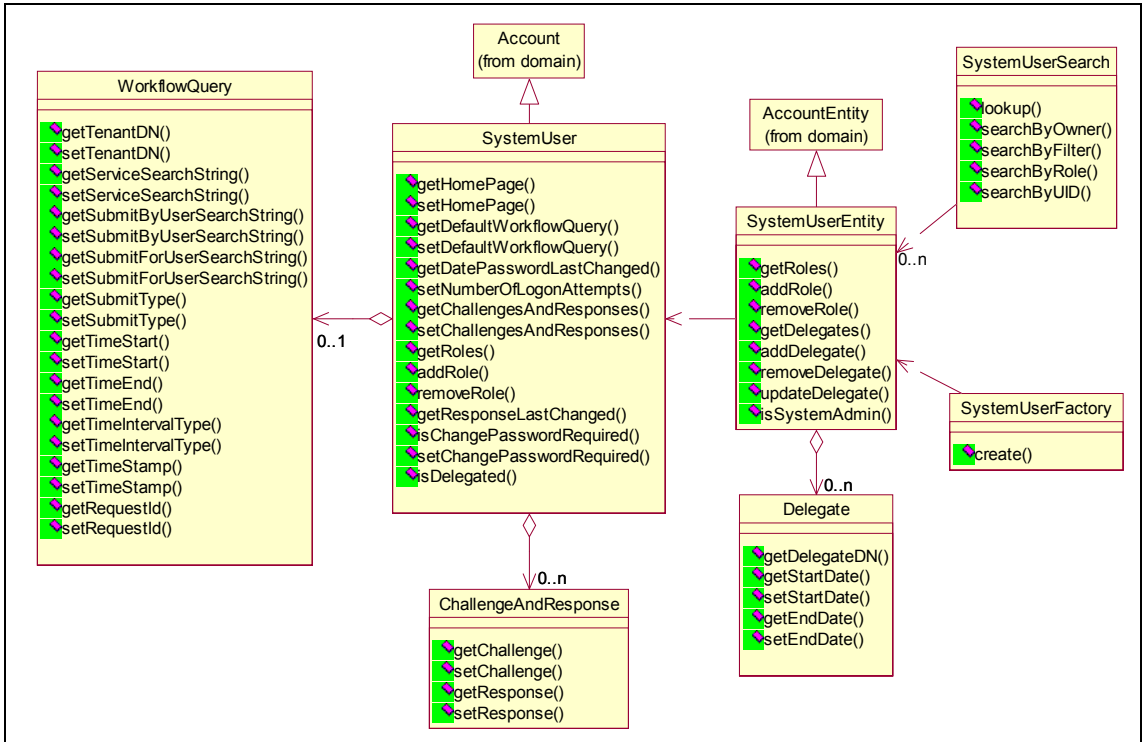 Account
(from domain)
WorkflowQuery
getTenantDN()
setTenantDN()
getServiceSearchString()
setServiceSearchString()
getSubmitByUserSearchString()
setSubmitByUserSearchString()
getSubmitForUserSearchString()
setSubmitForUserSearchString()
getSubmitType()
setSubmitType()
getTimeStart()
setTimeStart()
getTimeEnd()
setTimeEnd()
getTimeIntervalType()
setTimeIntervalType()
getTimeStamp()
setTimeStamp()
getRequestId()
setRequestId()
0..1
SystemUser
getHomePage()
setHomePage()
getDefaultWorkflowQuery()
setDefaultWorkflowQuery()
getDatePasswordLastChanged()
setNumberOfLogonAttempts()
getChallengesAndResponses()
setChallengesAndResponses()
getRoles()
addRole()
removeRole()
getResponseLastChanged()
isChangePasswordRequired()
setChangePasswordRequired()
isDelegated()
0..n
ChallengeAndResponse
getChallenge()
setChallenge()
getResponse()
setResponse()
AccountEntity
(from domain)
SystemUserEntity
getRoles()
addRole()
removeRole()
getDelegates()
addDelegate()
removeDelegate()
updateDelegate()
isSystemAdmin()
0..n
Delegate
getDelegateDN()
getStartDate()
setStartDate()
getEndDate()
setEndDate()
SystemUserSearch
lookup()
searchByOwner()
searchByFilter()
searchByRole()
searchByUID()
0..n
SystemUserFactory
create()